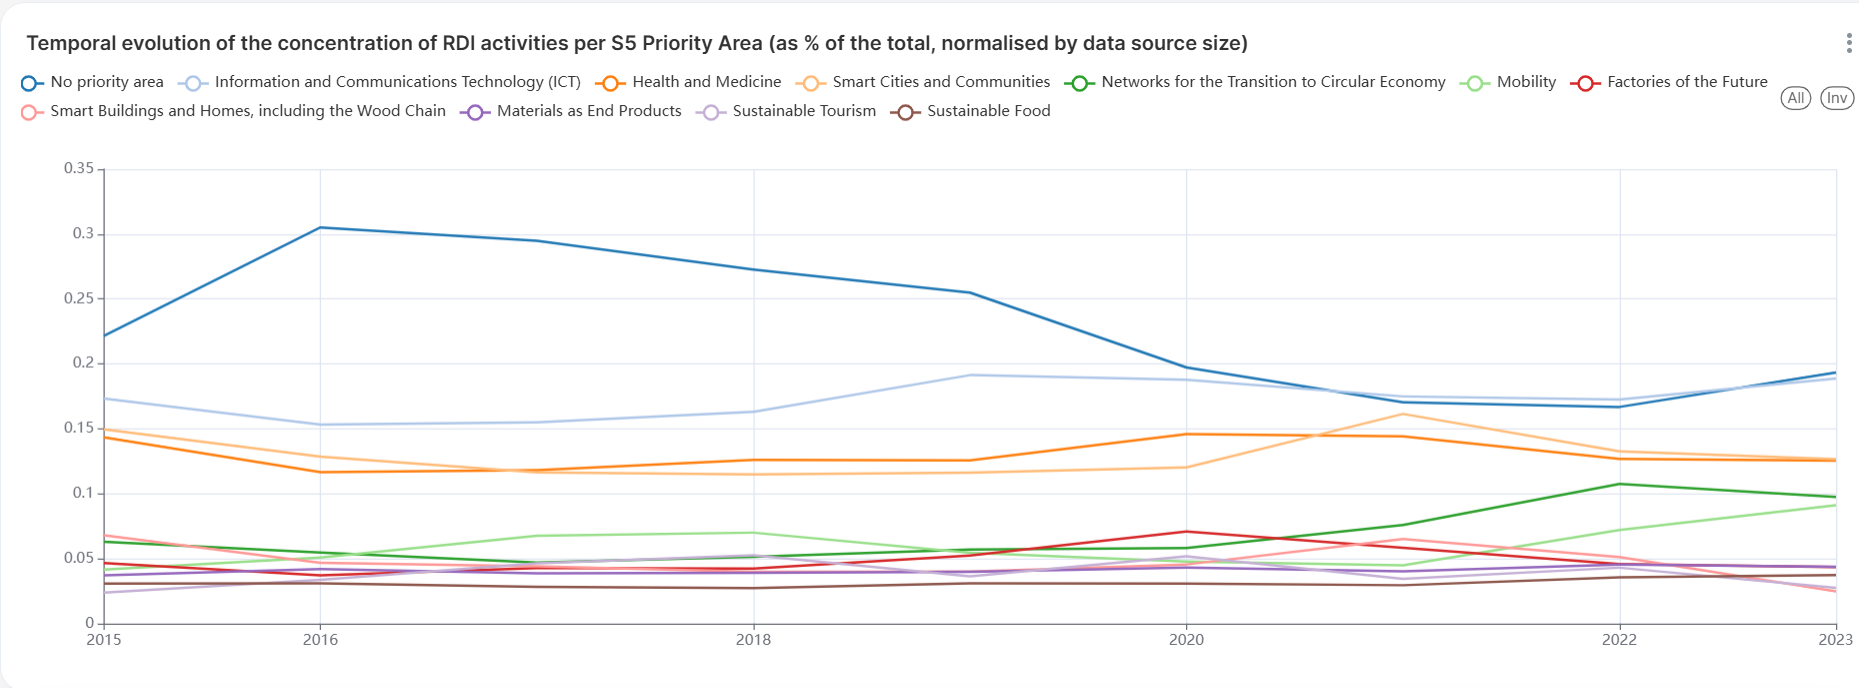 Temporal evolution of the concentration of RDI activities per S5 Priority Area (as % of the total, normalised by data source size)
No priority area Information and Communications Technology (ICT) Health and Medicine Smart Cities and Communities Networks for the Transition to Circular Economy Mobility Factories of the Future
Smart Buildings and Homes, including the Wood Chain Materials as End Products Sustainable Tourism Sustainable Food
All Inv
0.35
0.3
0.25
0.2
0.15
0.1
0.05
0
2015 2016 2018 2020 2022 2023